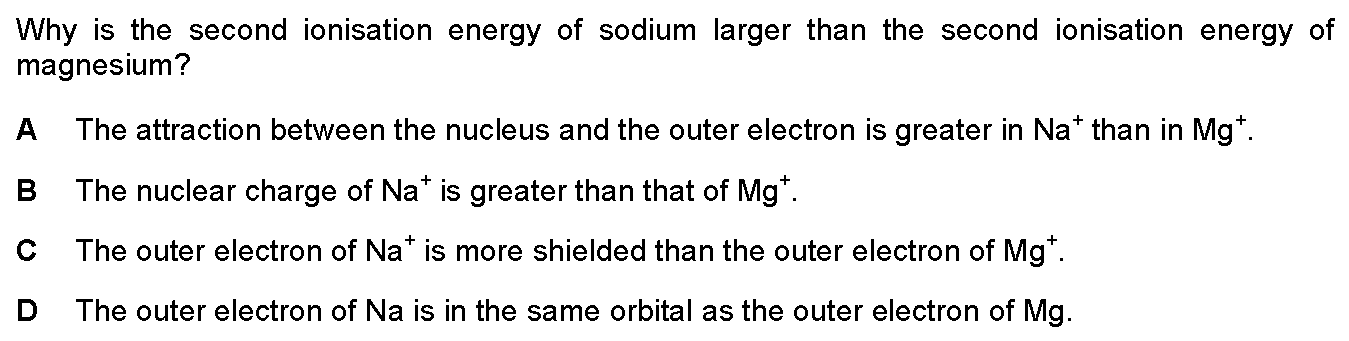 Why is the second ionisation energy of sodium larger than the second ionisation energy of
magnesium?
A The attraction between the nucleus and the outer electron is greater in Na⁺ than in Mg⁺.
B The nuclear charge of Na⁺ is greater than that of Mg⁺.
C The outer electron of Na⁺ is more shielded than the outer electron of Mg⁺.
D The outer electron of Na is in the same orbital as the outer electron of Mg.